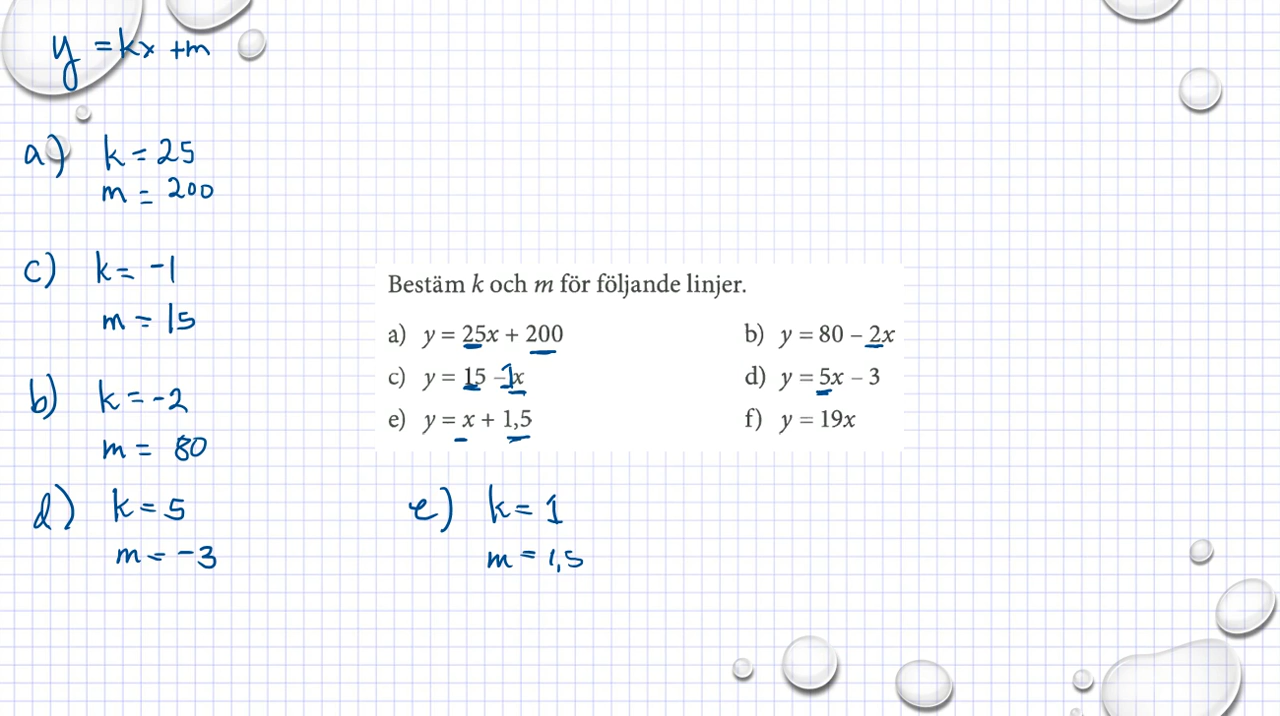 y = kx + m
a) k = 25
m = 200
c) k = -1
m = 15
b) k = -2
m = 80
d) k = 5
m = -3
Bestäm k och m för följande linjer.
a) y = 25x + 200
b) y = 80 – 2x
c) y = 15 – 1x
d) y = 5x – 3
e) y = x + 1,5
f) y = 19x
e) k = 1
m = 1,5